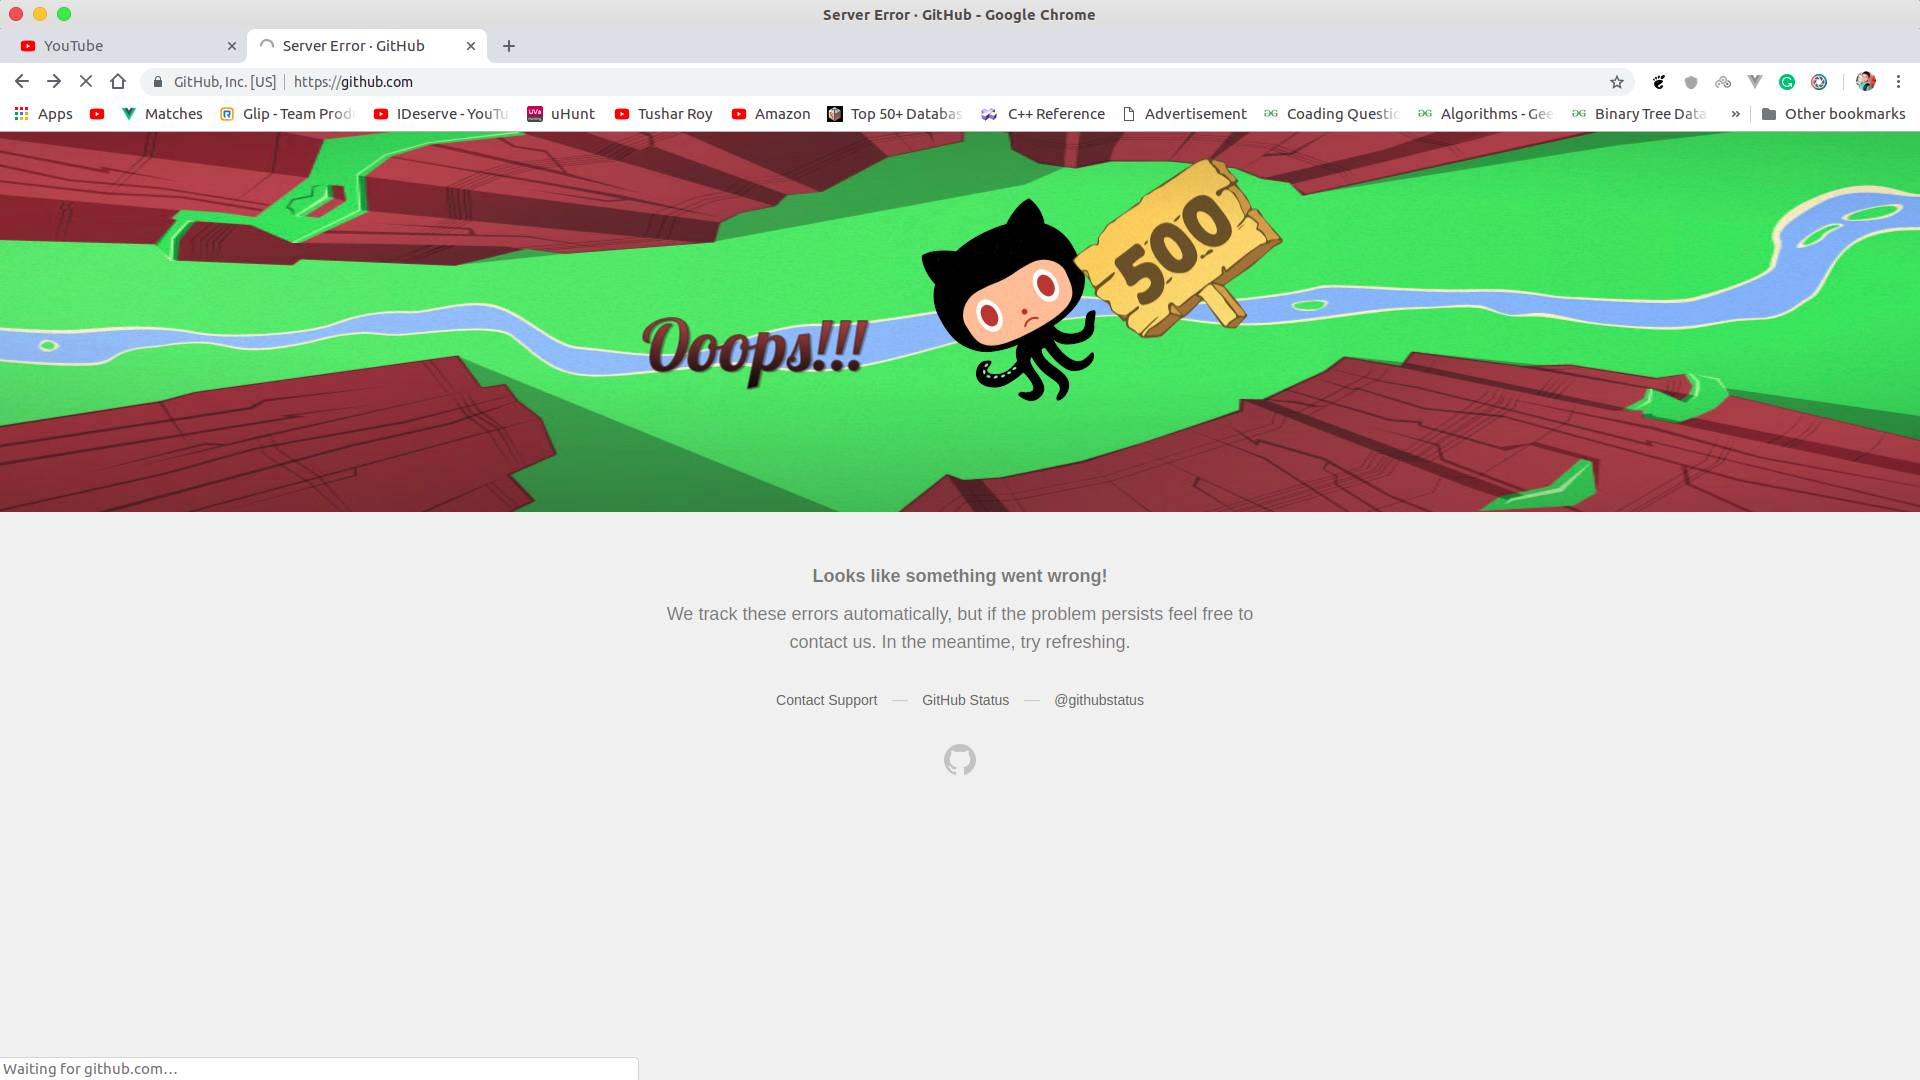 Server Error · GitHub - Google Chrome
YouTube
Server Error · GitHub
GitHub, Inc. [US] | https://github.com
Apps
Matches
Glip - Team Prod
IDeserve - YouTu
UVa
uHunt
Tushar Roy
Amazon
Top 50+ Databas
C++ Reference
Advertisement
Coading Questic
Algorithms - Gee
Binary Tree Data
»
Other bookmarks
500
Ooops!!!
Looks like something went wrong!
We track these errors automatically, but if the problem persists feel free to
contact us. In the meantime, try refreshing.
Contact Support — GitHub Status — @githubstatus
Waiting for github.com…